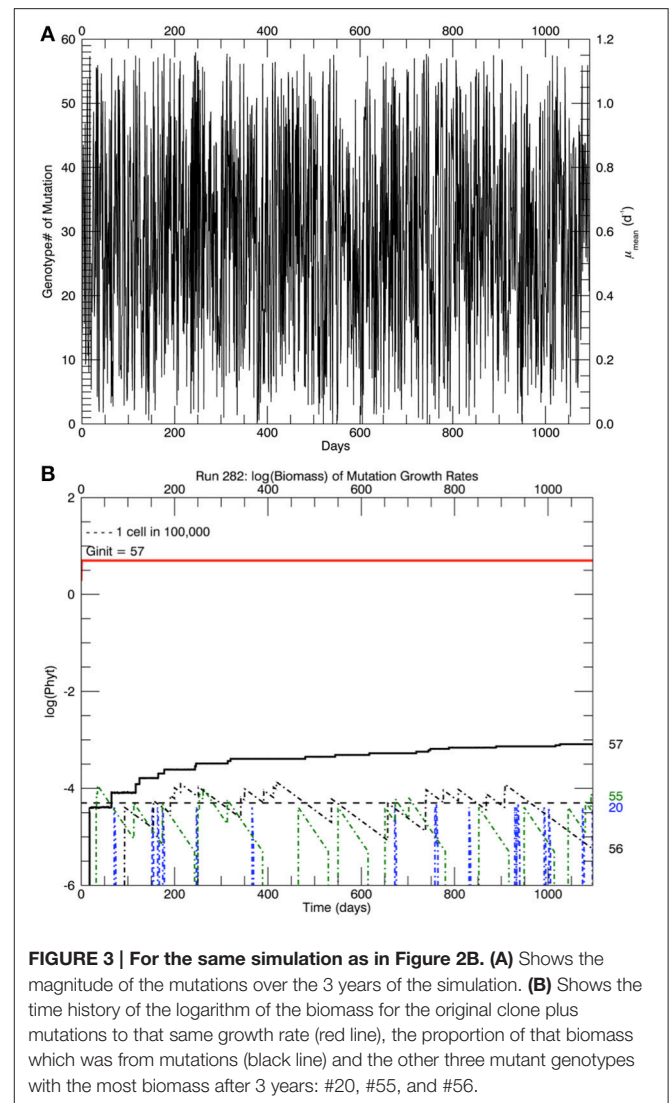 A
0 200 400 600 800 1000
60
50
40
30
20
10
0
Genotype# of Mutation
1.2
1.0
0.8
0.6
0.4
0.2
0.0
μmean (d-1)
0 200 400 600 800 1000
Days
B
Run 282: log(Biomass) of Mutation Growth Rates
0 200 400 600 800 1000
2
0
-2
-4
-6
log(Phyt)
1 cell in 100,000
Ginit = 57
57
55
20
56
0 200 400 600 800 1000
Time (days)
FIGURE 3 | For the same simulation as in Figure 2B. (A) Shows the
magnitude of the mutations over the 3 years of the simulation. (B) Shows the
time history of the logarithm of the biomass for the original clone plus
mutations to that same growth rate (red line), the proportion of that biomass
which was from mutations (black line) and the other three mutant genotypes
with the most biomass after 3 years: #20, #55, and #56.